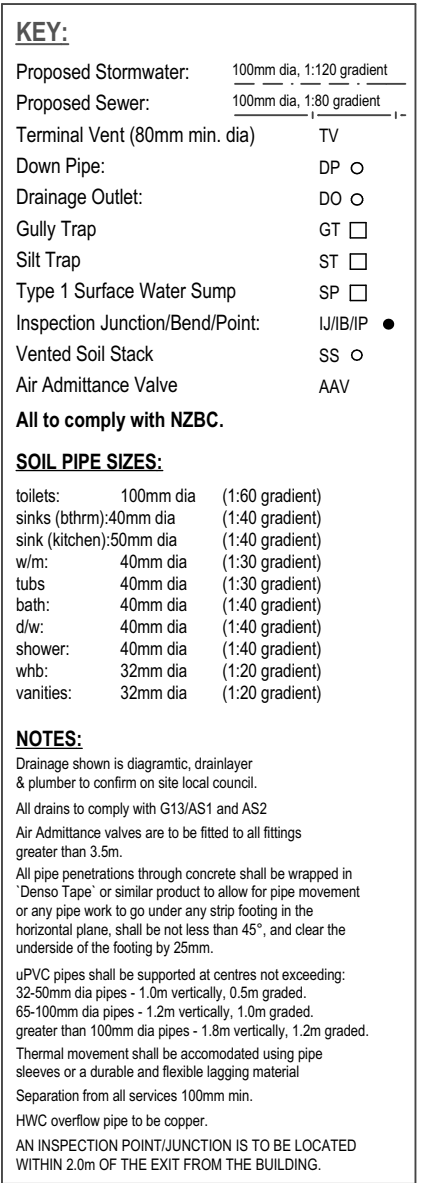 KEY:
Proposed Stormwater: 100mm dia, 1:120 gradient
Proposed Sewer: 100mm dia, 1:80 gradient
Terminal Vent (80mm min. dia) TV
Down Pipe: DP
Drainage Outlet: DO
Gully Trap GT
Silt Trap ST
Type 1 Surface Water Sump SP
Inspection Junction/Bend/Point: IJ/IB/IP
Vented Soil Stack SS
Air Admittance Valve AAV
All to comply with NZBC.
SOIL PIPE SIZES:
toilets: 100mm dia (1:60 gradient)
sinks (bthrm):40mm dia (1:40 gradient)
sink (kitchen):50mm dia (1:40 gradient)
w/m: 40mm dia (1:30 gradient)
tubs 40mm dia (1:30 gradient)
bath: 40mm dia (1:40 gradient)
d/w: 40mm dia (1:40 gradient)
shower: 40mm dia (1:40 gradient)
whb: 32mm dia (1:20 gradient)
vanities: 32mm dia (1:20 gradient)
NOTES:
Drainage shown is diagramtic, drainlayer
& plumber to confirm on site local council.
All drains to comply with G13/AS1 and AS2
Air Admittance valves are to be fitted to all fittings
greater than 3.5m.
All pipe penetrations through concrete shall be wrapped in
`Denso Tape` or similar product to allow for pipe movement
or any pipe work to go under any strip footing in the
horizontal plane, shall be not less than 45°, and clear the
underside of the footing by 25mm.
uPVC pipes shall be supported at centres not exceeding:
32-50mm dia pipes - 1.0m vertically, 0.5m graded.
65-100mm dia pipes - 1.2m vertically, 1.0m graded.
greater than 100mm dia pipes - 1.8m vertically, 1.2m graded.
Thermal movement shall be accomodated using pipe
sleeves or a durable and flexible lagging material
Separation from all services 100mm min.
HWC overflow pipe to be copper.
AN INSPECTION POINT/JUNCTION IS TO BE LOCATED
WITHIN 2.0m OF THE EXIT FROM THE BUILDING.